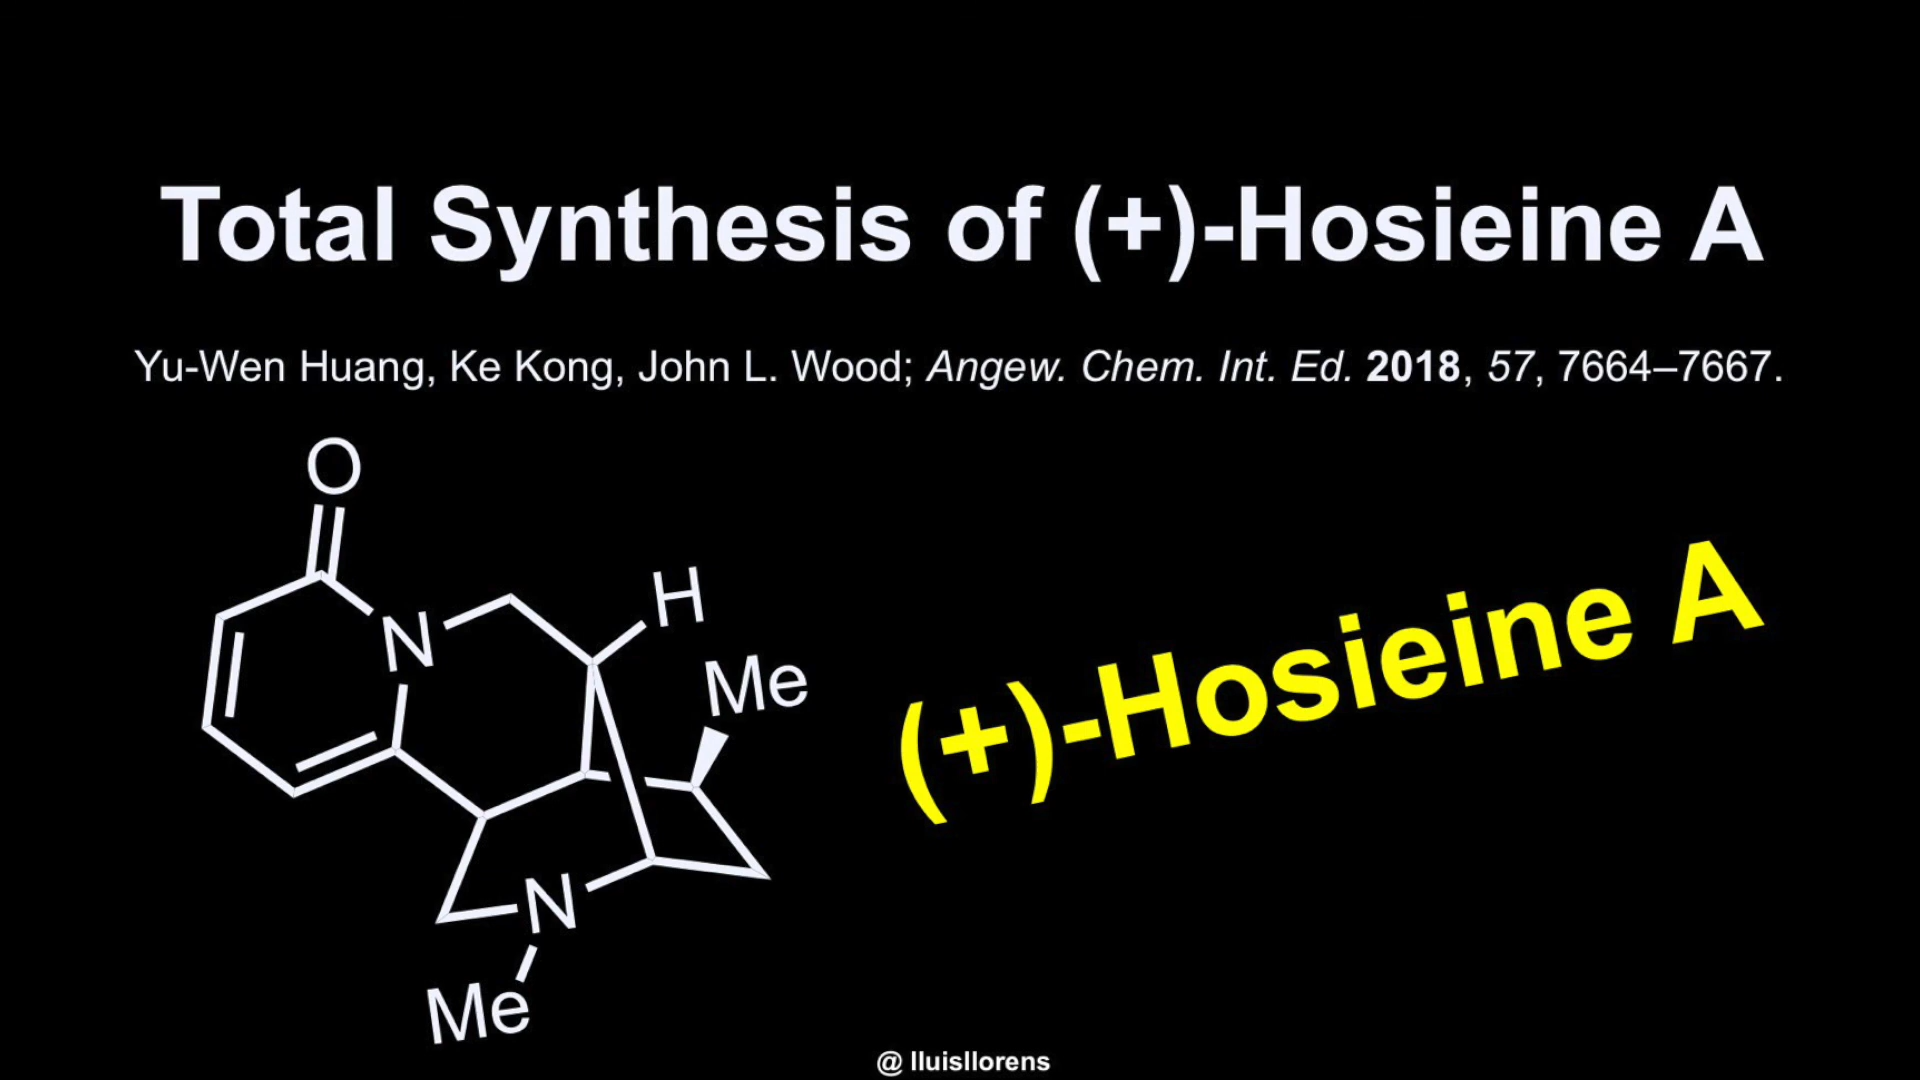 Total Synthesis of (+)-Hosieine A
Yu-Wen Huang, Ke Kong, John L. Wood; Angew. Chem. Int. Ed. 2018, 57, 7664–7667.
O
N
H
Me
(+)-Hosieine A
N
Me
@ lluisllorens